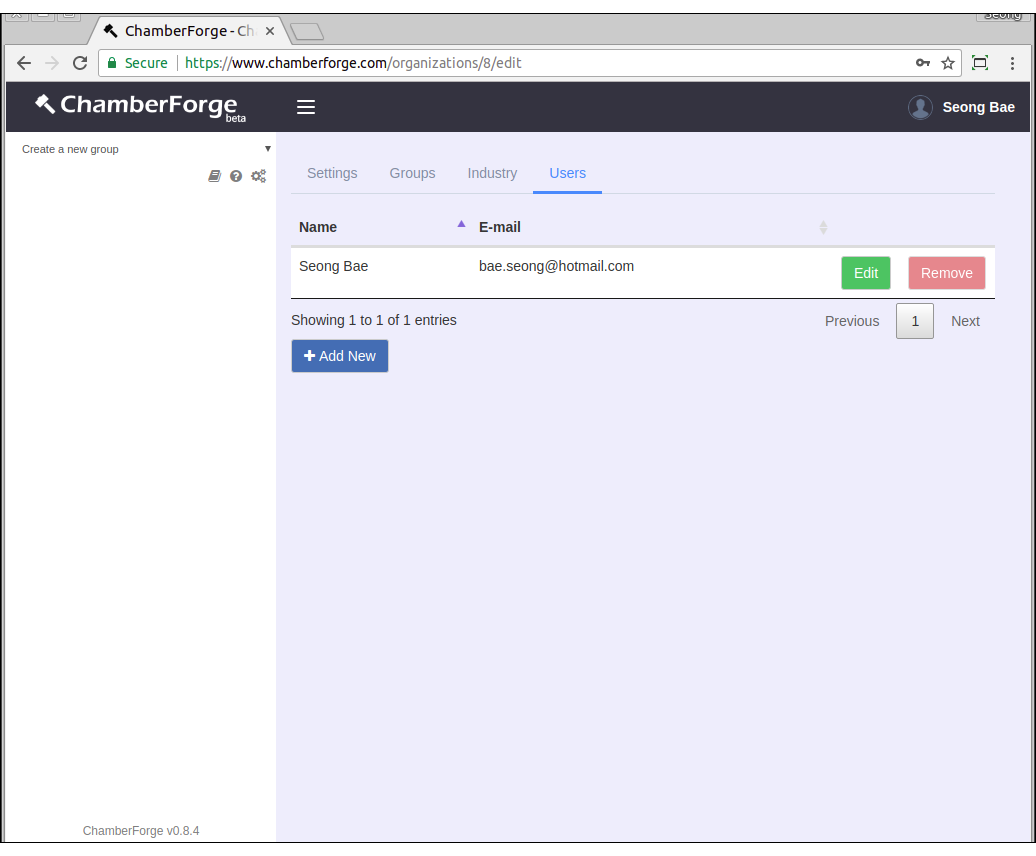 Seong
ChamberForge - Ch
Secure https://www.chamberforge.com/organizations/8/edit
ChamberForge
beta
Seong Bae
Create a new group
Settings Groups Industry Users
Name E-mail
Seong Bae bae.seong@hotmail.com Edit Remove
Showing 1 to 1 of 1 entries Previous 1 Next
Add New
ChamberForge v0.8.4